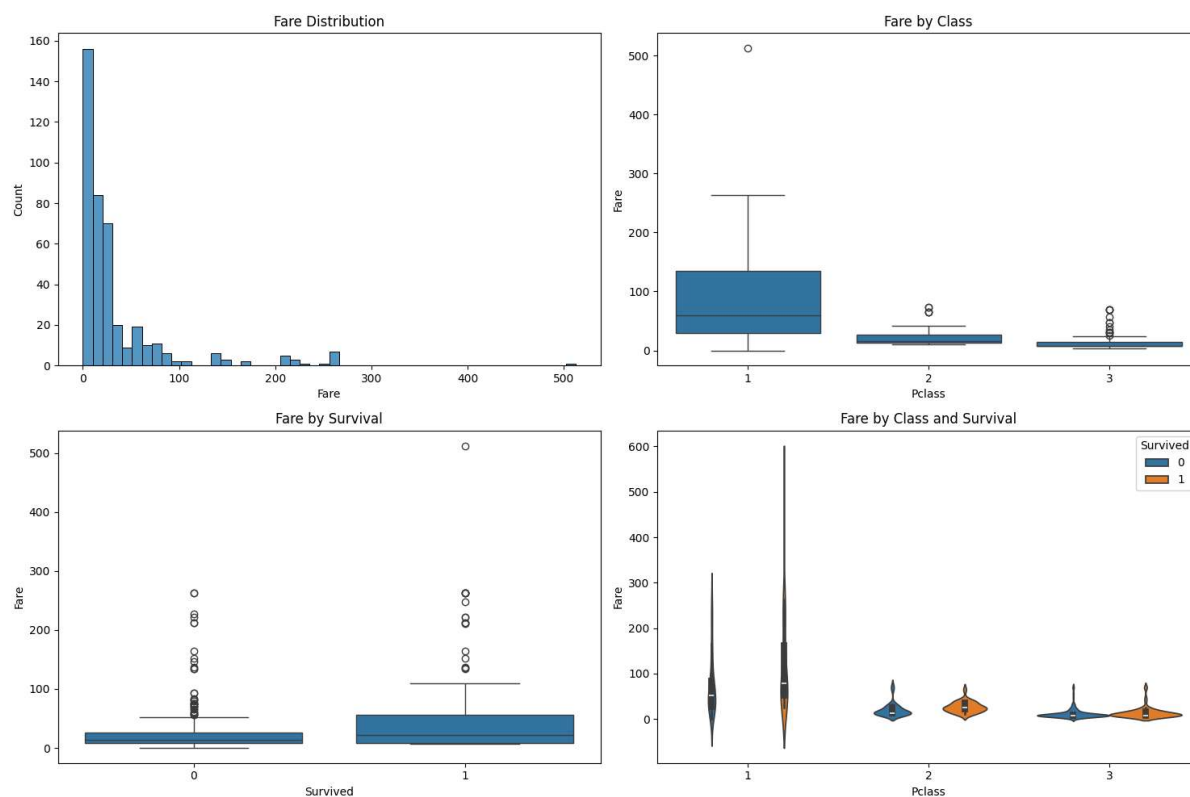 Fare Distribution
160
140
120
100
80
60
40
20
0
Count
0 100 200 300 400 500
Fare
Fare by Class
500
400
300
200
100
0
Fare
1 2 3
Pclass
Fare by Survival
500
400
300
200
100
0
Fare
0 1
Survived
Fare by Class and Survival
Survived
0
1
600
500
400
300
200
100
0
Fare
1 2 3
Pclass